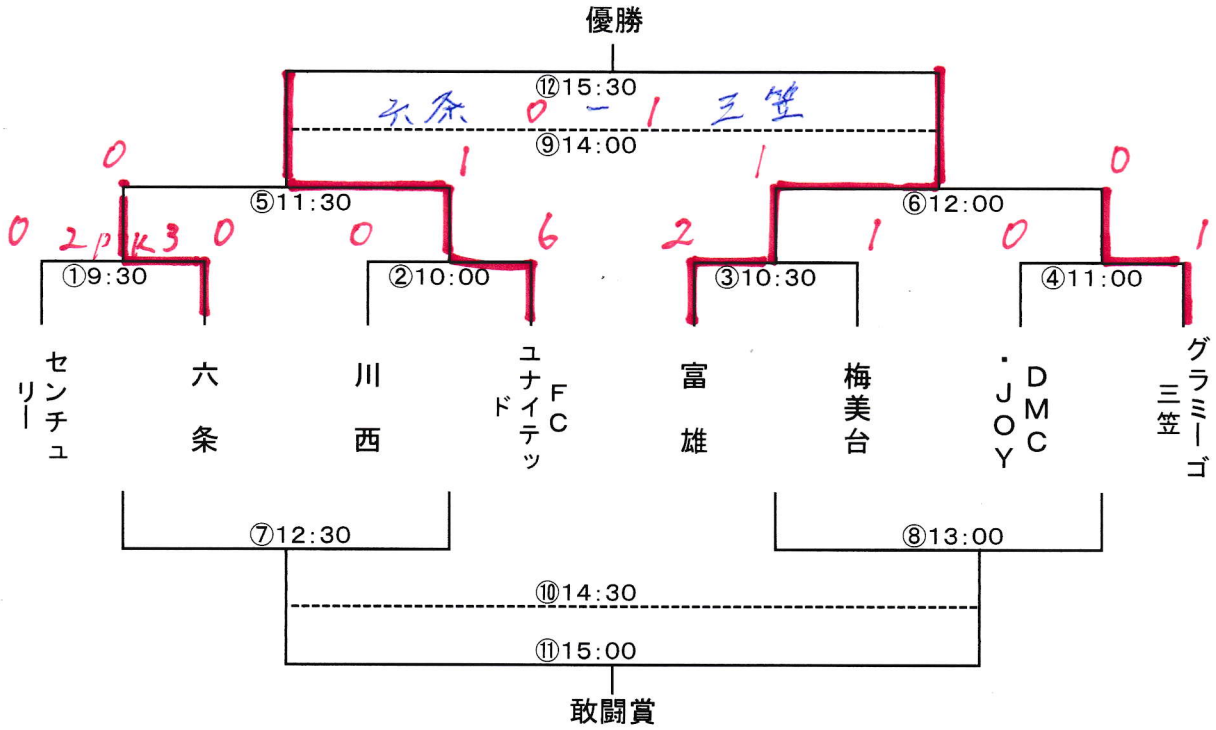 優勝
⑫15:30
六条 0 - 1 三笠
⑨14:00
0 1 1 0
⑤11:30 ⑥12:00
0 2 PK 3 0 0 6 2 1 0 1
①9:30 ②10:00 ③10:30 ④11:00
センチュリー
六条
川西
FC
ユナイテッド
富雄
梅美台
DMC
・JOY
グラミーゴ
三笠
⑦12:30 ⑧13:00
⑩14:30
⑪15:00
敢闘賞